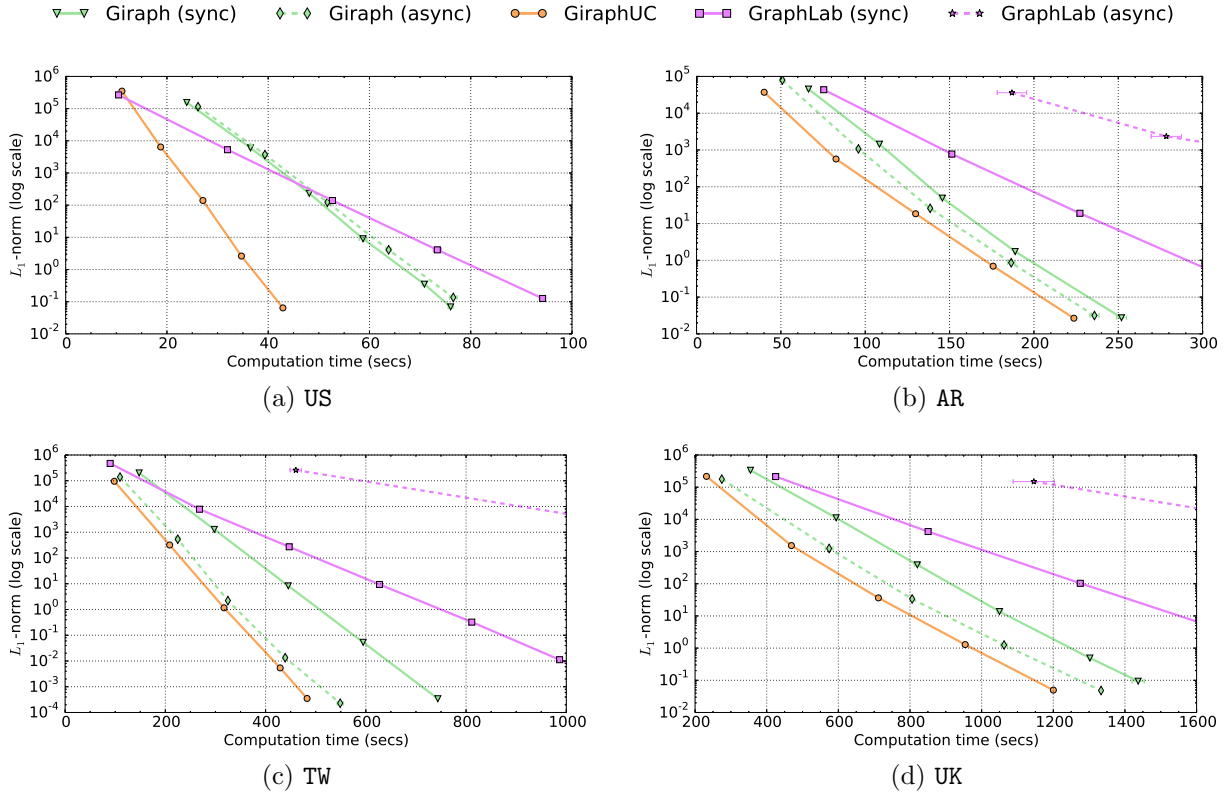 Giraph (sync) Giraph (async) GiraphUC GraphLab (sync) GraphLab (async)
10^6
10^5
10^4
10^3
10^2
10^1
10^0
10^-1
10^-2
L_1-norm (log scale)
0 20 40 60 80 100
Computation time (secs)
(a) US
10^5
10^4
10^3
10^2
10^1
10^0
10^-1
10^-2
L_1-norm (log scale)
0 50 100 150 200 250 300
Computation time (secs)
(b) AR
10^6
10^5
10^4
10^3
10^2
10^1
10^0
10^-1
10^-2
10^-3
10^-4
L_1-norm (log scale)
0 200 400 600 800 1000
Computation time (secs)
(c) TW
10^6
10^5
10^4
10^3
10^2
10^1
10^0
10^-1
10^-2
L_1-norm (log scale)
200 400 600 800 1000 1200 1400 1600
Computation time (secs)
(d) UK